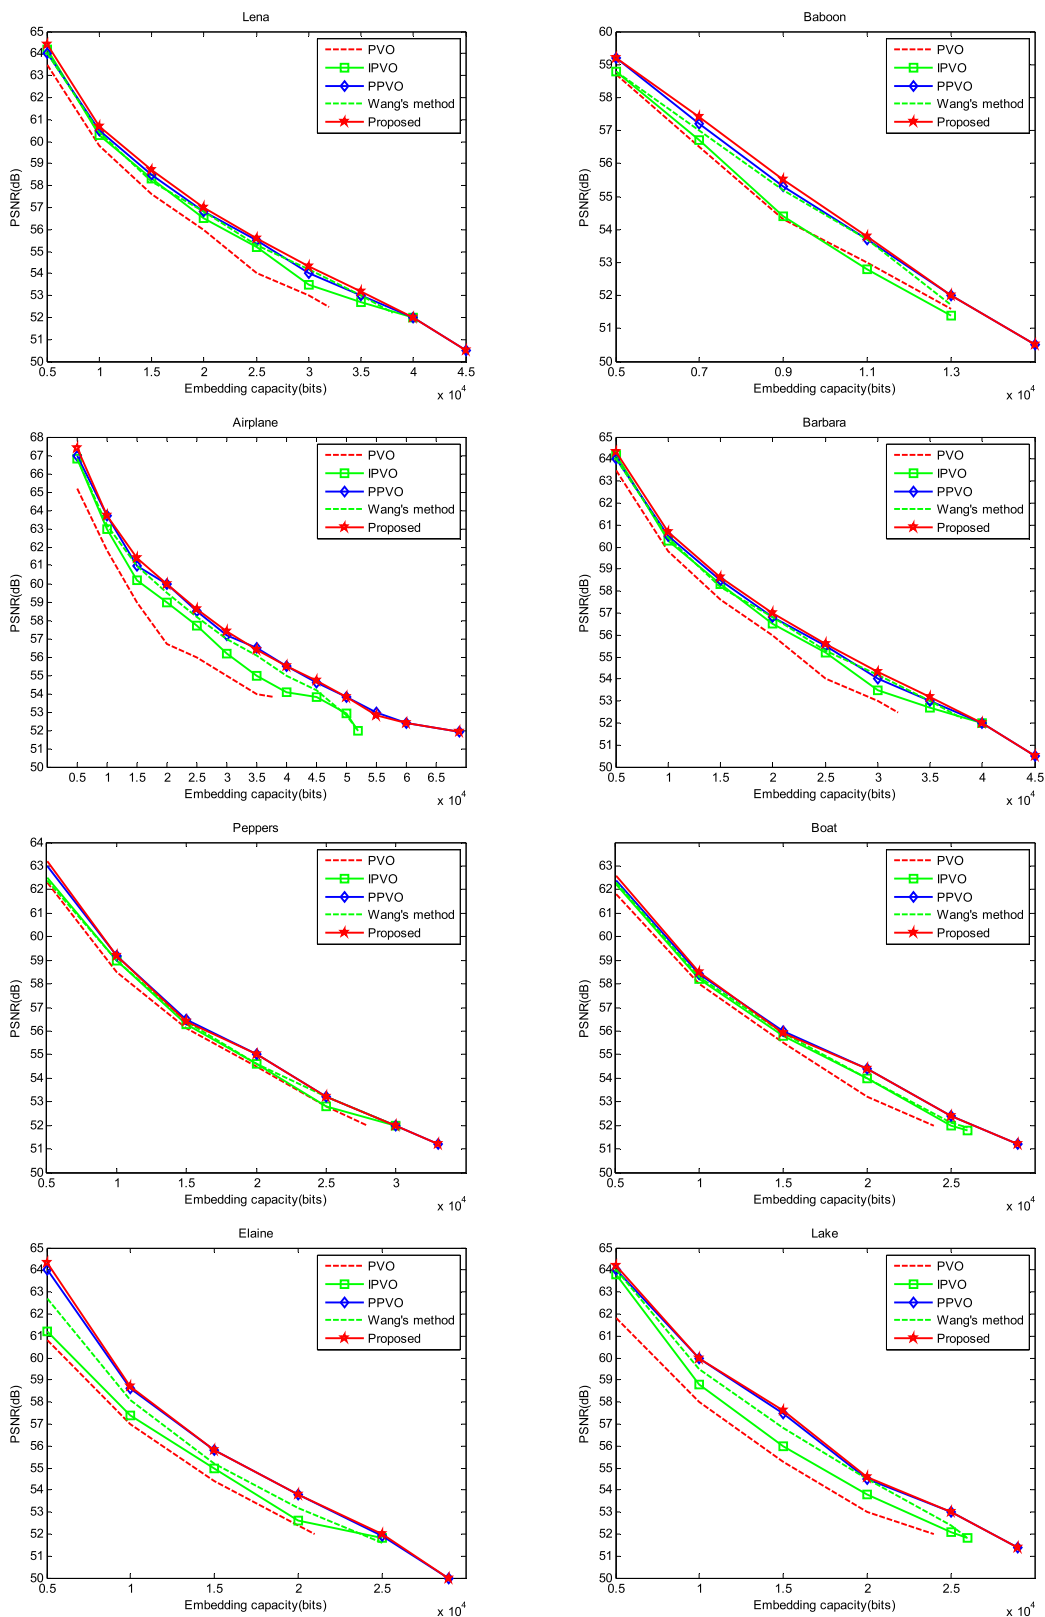 Lena
PSNR(dB)
65
64
63
62
61
60
59
58
57
56
55
54
53
52
51
50
0.5 1 1.5 2 2.5 3 3.5 4 4.5
Embedding capacity(bits)
x 10^4
PVO
IPVO
PPVO
Wang's method
Proposed
Baboon
PSNR(dB)
60
59
58
57
56
55
54
53
52
51
50
0.5 0.7 0.9 1.1 1.3 1.5
Embedding capacity(bits)
x 10^4
PVO
IPVO
PPVO
Wang's method
Proposed
Airplane
PSNR(dB)
68
67
66
65
64
63
62
61
60
59
58
57
56
55
54
53
52
51
50
0.5 1 1.5 2 2.5 3 3.5 4 4.5 5 5.5 6 6.5
Embedding capacity(bits)
x 10^4
PVO
IPVO
PPVO
Wang's method
Proposed
Barbara
PSNR(dB)
65
64
63
62
61
60
59
58
57
56
55
54
53
52
51
50
0.5 1 1.5 2 2.5 3 3.5 4 4.5
Embedding capacity(bits)
x 10^4
PVO
IPVO
PPVO
Wang's method
Proposed
Peppers
PSNR(dB)
64
63
62
61
60
59
58
57
56
55
54
53
52
51
50
0.5 1 1.5 2 2.5 3
Embedding capacity(bits)
x 10^4
PVO
IPVO
PPVO
Wang's method
Proposed
Boat
PSNR(dB)
63
62
61
60
59
58
57
56
55
54
53
52
51
50
0.5 1 1.5 2 2.5
Embedding capacity(bits)
x 10^4
PVO
IPVO
PPVO
Wang's method
Proposed
Elaine
PSNR(dB)
65
64
63
62
61
60
59
58
57
56
55
54
53
52
51
50
0.5 1 1.5 2 2.5
Embedding capacity(bits)
x 10^4
PVO
IPVO
PPVO
Wang's method
Proposed
Lake
PSNR(dB)
65
64
63
62
61
60
59
58
57
56
55
54
53
52
51
50
0.5 1 1.5 2 2.5 3
Embedding capacity(bits)
x 10^4
PVO
IPVO
PPVO
Wang's method
Proposed